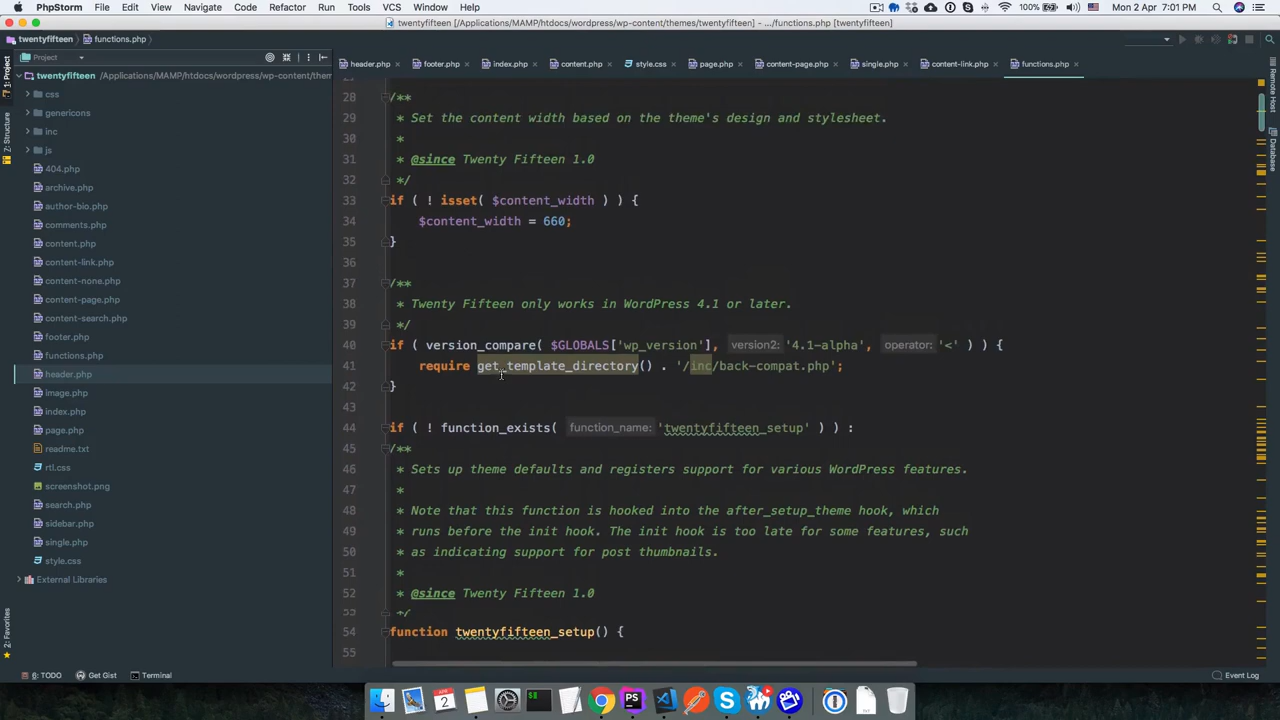 PhpStorm File Edit View Navigate Code Refactor Run Tools VCS Window Help 100% Mon 2 Apr 7:01 PM
twentyfifteen [/Applications/MAMP/htdocs/wordpress/wp-content/themes/twentyfifteen] - .../functions.php [twentyfifteen]
twentyfifteen functions.php
Project
header.php footer.php index.php content.php style.css page.php content-page.php single.php content-link.php functions.php
1: Project
Z: Structure
2: Favorites
Remote Host
Database
twentyfifteen /Applications/MAMP/htdocs/wordpress/wp-content/them
css
genericons
inc
js
404.php
archive.php
author-bio.php
comments.php
content.php
content-link.php
content-none.php
content-page.php
content-search.php
footer.php
functions.php
header.php
image.php
index.php
page.php
readme.txt
rtl.css
screenshot.png
search.php
sidebar.php
single.php
style.css
External Libraries
28 /**
29 * Set the content width based on the theme's design and stylesheet.
30 *
31 * @since Twenty Fifteen 1.0
32 */
33 if ( ! isset( $content_width ) ) {
34 $content_width = 660;
35 }
36
37 /**
38 * Twenty Fifteen only works in WordPress 4.1 or later.
39 */
40 if ( version_compare( $GLOBALS['wp_version'], version2: '4.1-alpha', operator: '<' ) ) {
41 require get_template_directory() . '/inc/back-compat.php';
42 }
43
44 if ( ! function_exists( function_name: 'twentyfifteen_setup' ) ) :
45 /**
46 * Sets up theme defaults and registers support for various WordPress features.
47 *
48 * Note that this function is hooked into the after_setup_theme hook, which
49 * runs before the init hook. The init hook is too late for some features, such
50 * as indicating support for post thumbnails.
51 *
52 * @since Twenty Fifteen 1.0
53 */
54 function twentyfifteen_setup() {
55
6: TODO Get Gist Terminal Event Log